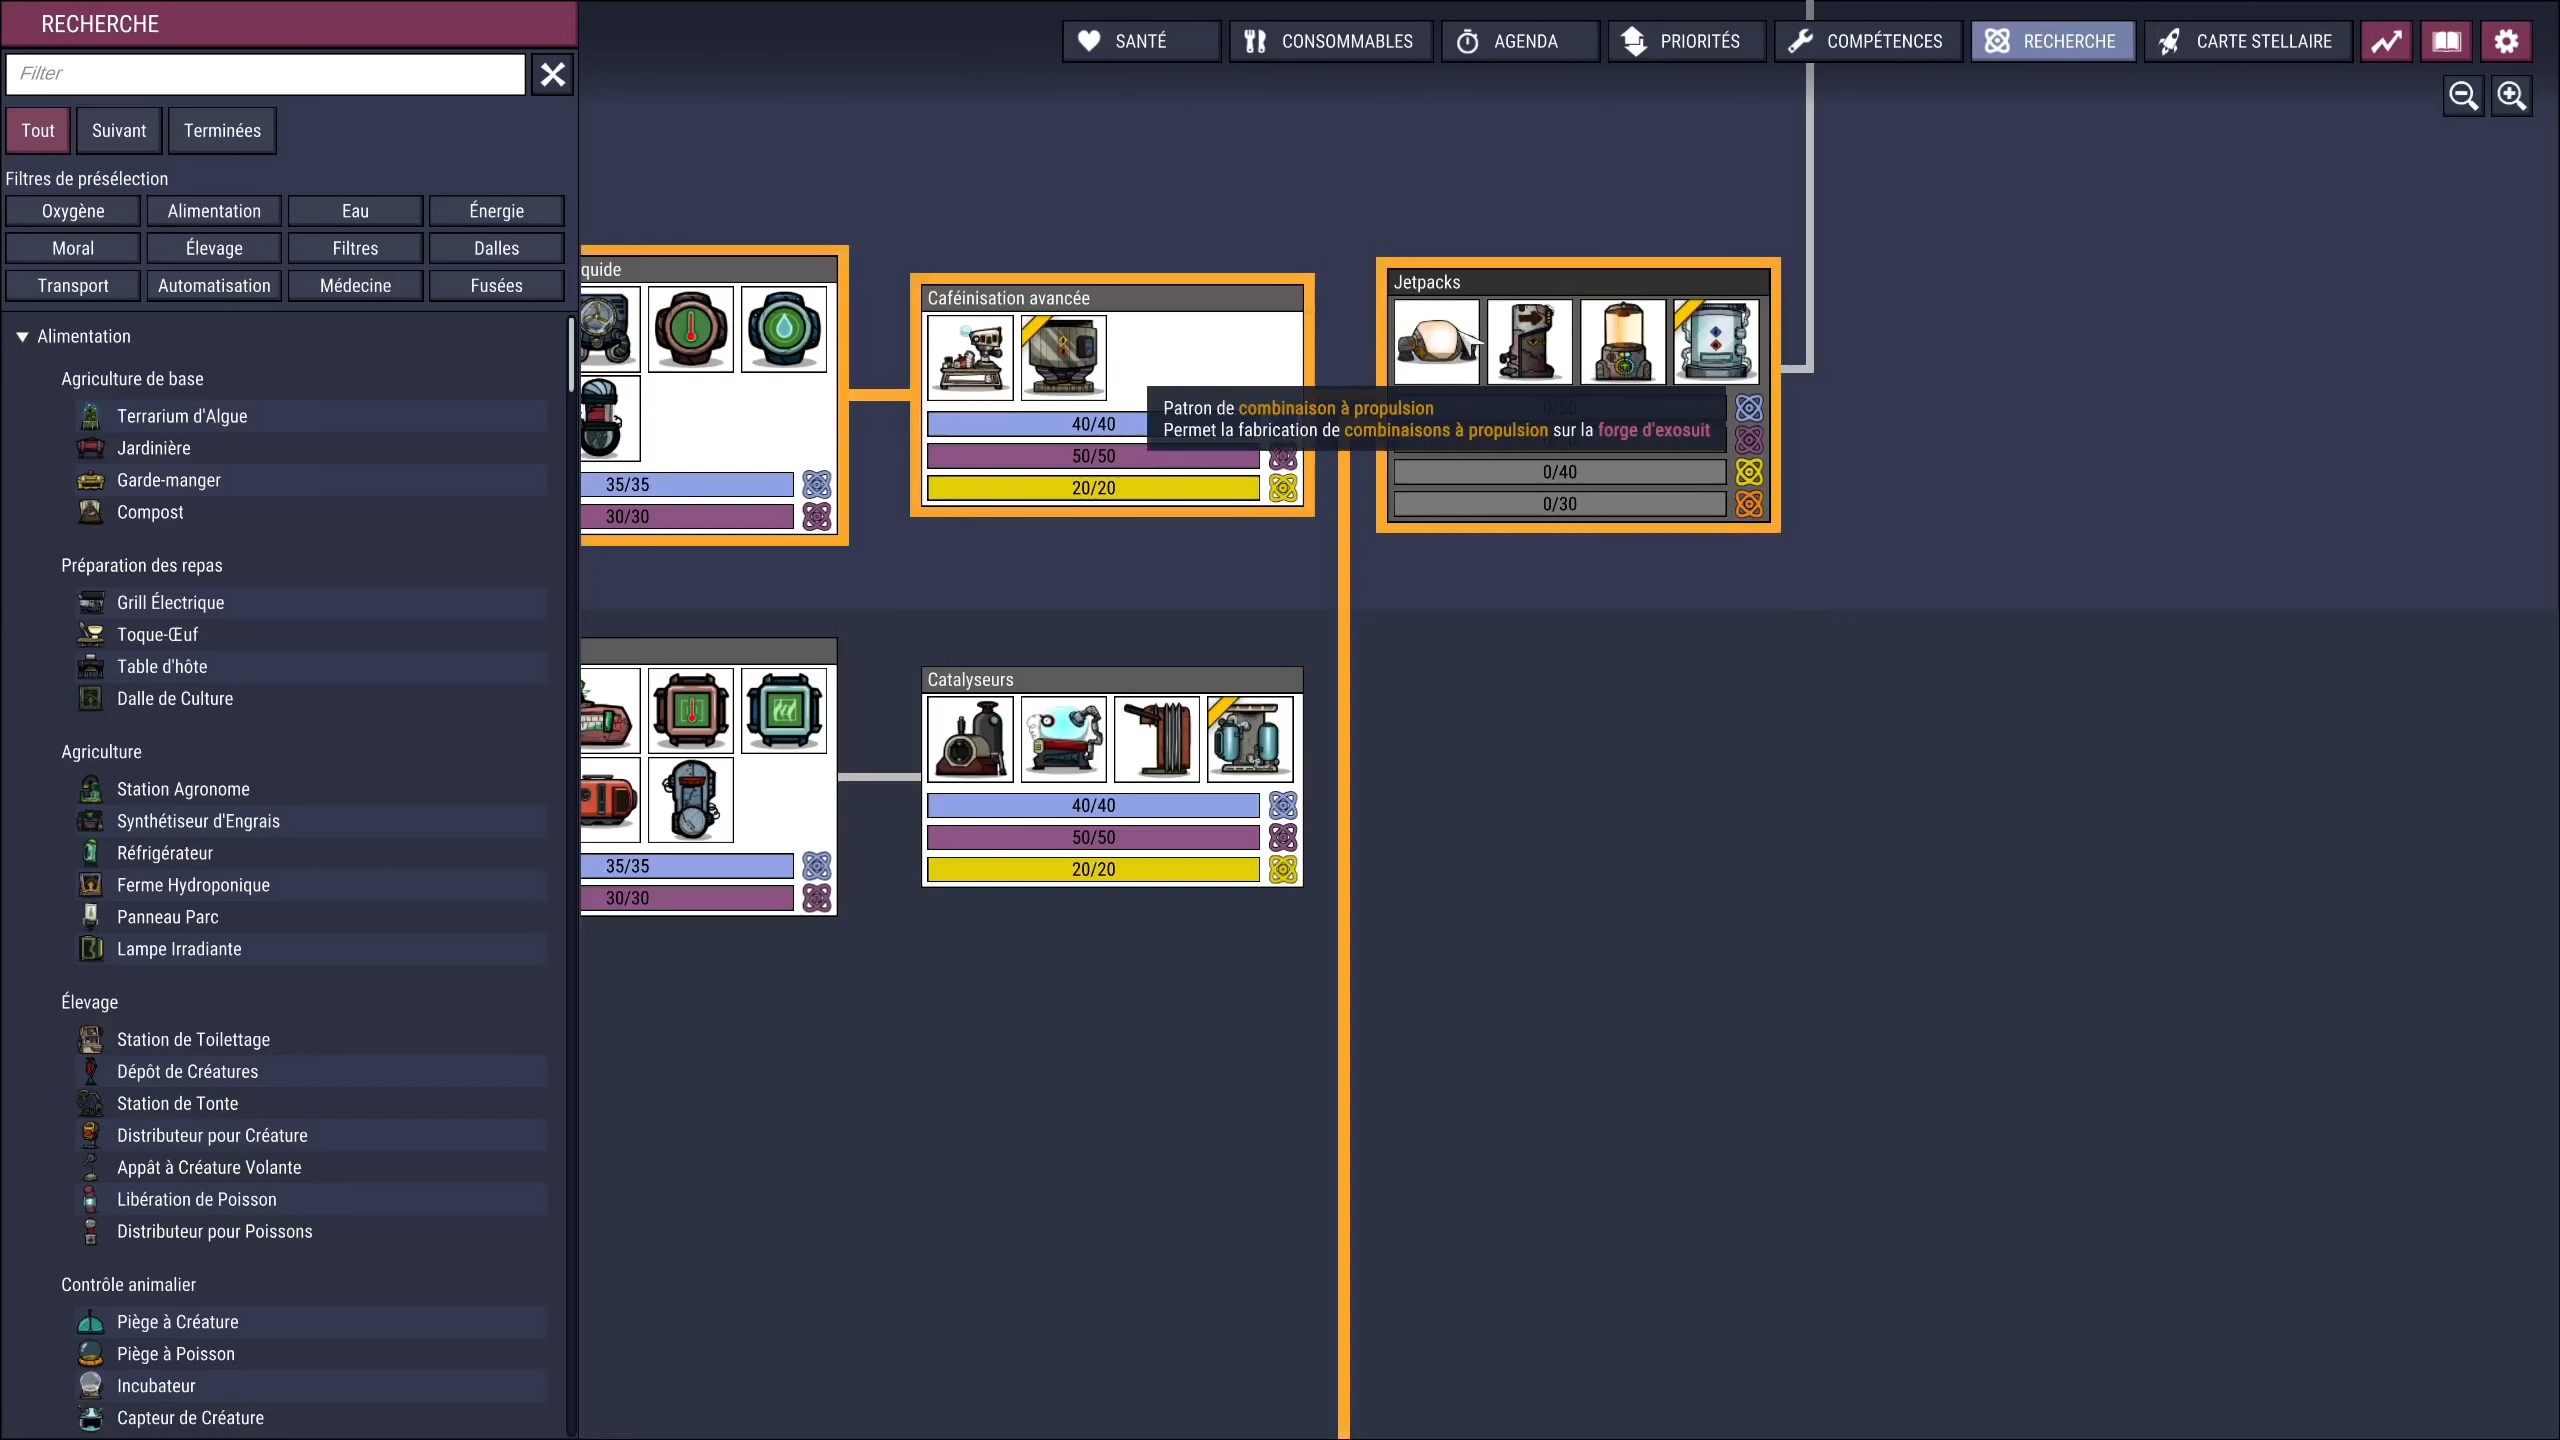 RECHERCHE
SANTÉ
CONSOMMABLES
AGENDA
PRIORITÉS
COMPÉTENCES
RECHERCHE
CARTE STELLAIRE
Filter
Tout
Suivant
Terminées
Filtres de présélection
Oxygène
Alimentation
Eau
Énergie
Moral
Élevage
Filtres
Dalles
Transport
Automatisation
Médecine
Fusées
Alimentation
Agriculture de base
Terrarium d'Algue
Jardinière
Garde-manger
Compost
Préparation des repas
Grill Électrique
Toque-Œuf
Table d'hôte
Dalle de Culture
Agriculture
Station Agronome
Synthétiseur d'Engrais
Réfrigérateur
Ferme Hydroponique
Panneau Parc
Lampe Irradiante
Élevage
Station de Toilettage
Dépôt de Créatures
Station de Tonte
Distributeur pour Créature
Appât à Créature Volante
Libération de Poisson
Distributeur pour Poissons
Contrôle animalier
Piège à Créature
Piège à Poisson
Incubateur
Capteur de Créature
quide
35/35
30/30
Caféinisation avancée
40/40
50/50
20/20
Jetpacks
0/50
Patron de combinaison à propulsion
Permet la fabrication de combinaisons à propulsion sur la forge d'exosuit
0/40
0/30
35/35
30/30
Catalyseurs
40/40
50/50
20/20